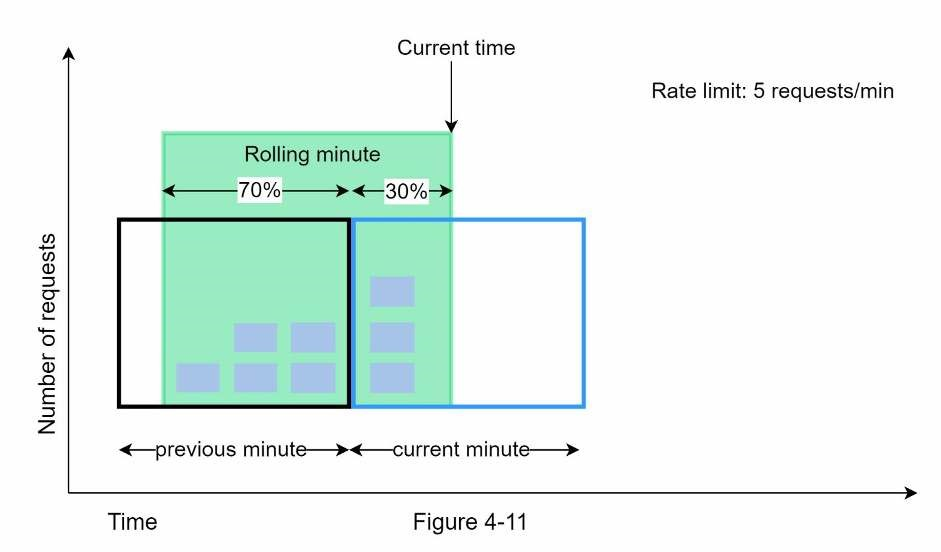 Current time
Rate limit: 5 requests/min
Rolling minute
70%
30%
Number of requests
previous minute
current minute
Time
Figure 4-11